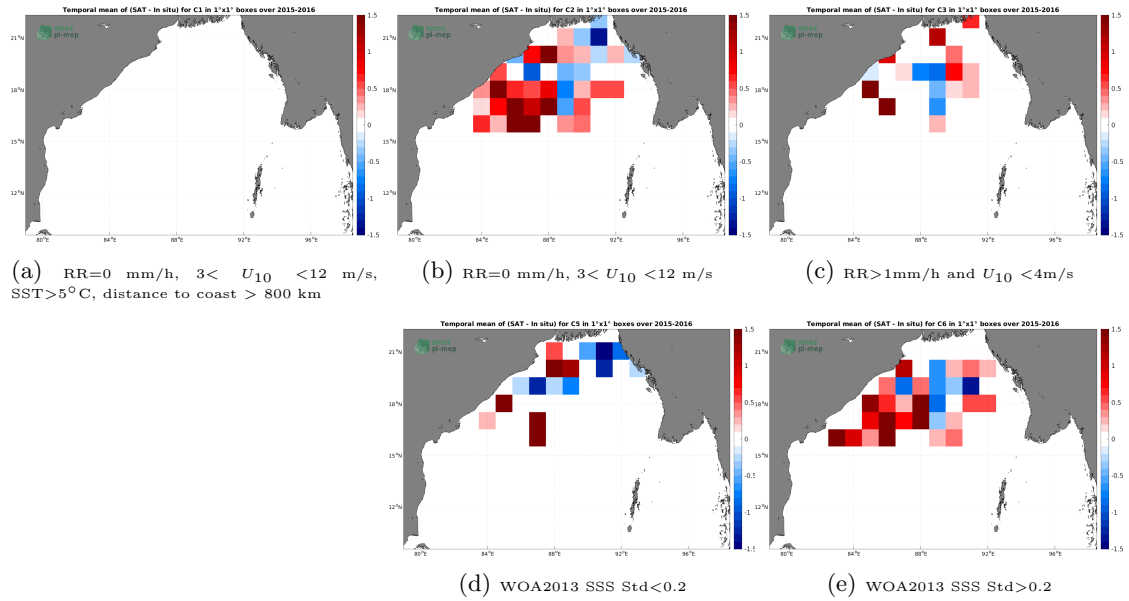 Temporal mean of (SAT - In situ) for C1 in 1°x1° boxes over 2015-2016
pi-mep
21°N
18°N
15°N
12°N
80°E 84°E 88°E 92°E 96°E
1.5
1
0.5
0
-0.5
-1
-1.5
(a) RR=0 mm/h, 3< U10 <12 m/s, SST>5°C, distance to coast > 800 km
Temporal mean of (SAT - In situ) for C2 in 1°x1° boxes over 2015-2016
pi-mep
21°N
18°N
15°N
12°N
80°E 84°E 88°E 92°E 96°E
1.5
1
0.5
0
-0.5
-1
-1.5
(b) RR=0 mm/h, 3< U10 <12 m/s
Temporal mean of (SAT - In situ) for C3 in 1°x1° boxes over 2015-2016
pi-mep
21°N
18°N
15°N
12°N
80°E 84°E 88°E 92°E 96°E
1.5
1
0.5
0
-0.5
-1
-1.5
(c) RR>1mm/h and U10 <4m/s
Temporal mean of (SAT - In situ) for C5 in 1°x1° boxes over 2015-2016
pi-mep
21°N
18°N
15°N
12°N
80°E 84°E 88°E 92°E 96°E
1.5
1
0.5
0
-0.5
-1
-1.5
(d) WOA2013 SSS Std<0.2
Temporal mean of (SAT - In situ) for C6 in 1°x1° boxes over 2015-2016
pi-mep
21°N
18°N
15°N
12°N
80°E 84°E 88°E 92°E 96°E
1.5
1
0.5
0
-0.5
-1
-1.5
(e) WOA2013 SSS Std>0.2